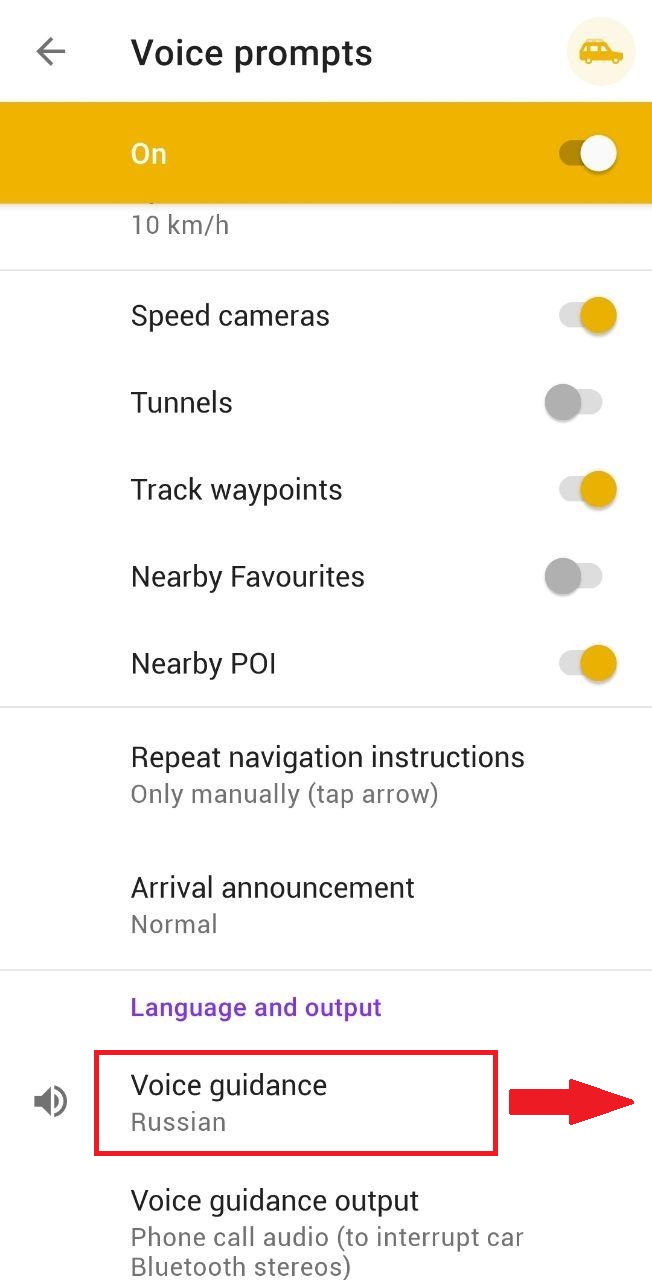 Voice prompts
On
10 km/h
Speed cameras
Tunnels
Track waypoints
Nearby Favourites
Nearby POI
Repeat navigation instructions
Only manually (tap arrow)
Arrival announcement
Normal
Language and output
Voice guidance
Russian
Voice guidance output
Phone call audio (to interrupt car
Bluetooth stereos)